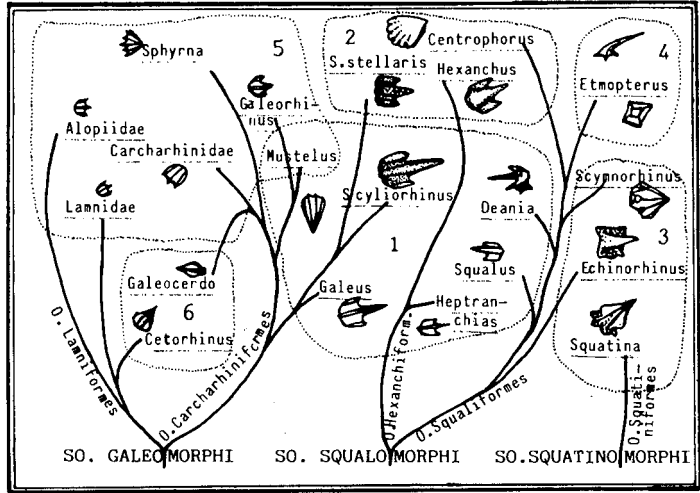 Sphyrna
5
2
Centrophorus
4
S.stellaris
Hexanchus
Etmopterus
Galeorhi-
nus
Alopiidae
Carcharhinidae
Mustelus
Scyliorhinus
Scymnorhinus
Lamnidae
Deania
1
3
Squalus
Echinorhinus
Galeocerdo
Galeus
Heptran-
chias
6
Cetorhinus
Squatina
O. Lamniformes
O.Carcharhiniformes
O.Hexanchiform.
O.Squaliformes
O.Squati-
niformes
SO. GALEOMORPHI
SO. SQUALOMORPHI
SO.SQUATINOMORPHI